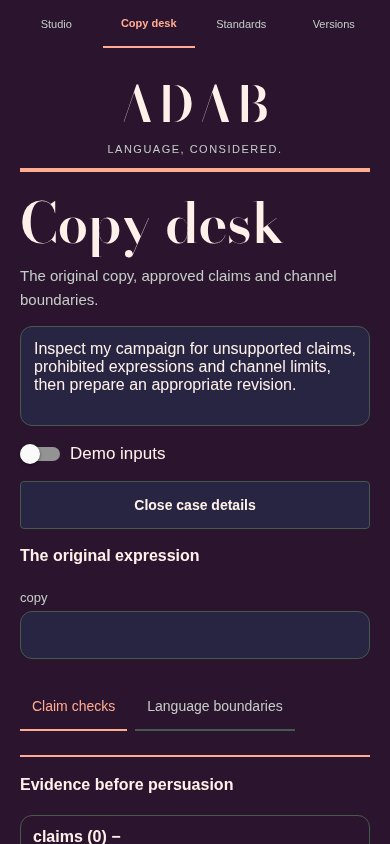 Studio
Copy desk
Standards
Versions
ADAB
LANGUAGE, CONSIDERED.
Copy desk
The original copy, approved claims and channel
boundaries.
Inspect my campaign for unsupported claims,
prohibited expressions and channel limits,
then prepare an appropriate revision.
Demo inputs
Close case details
The original expression
copy
Claim checks
Language boundaries
Evidence before persuasion
claims (0) –